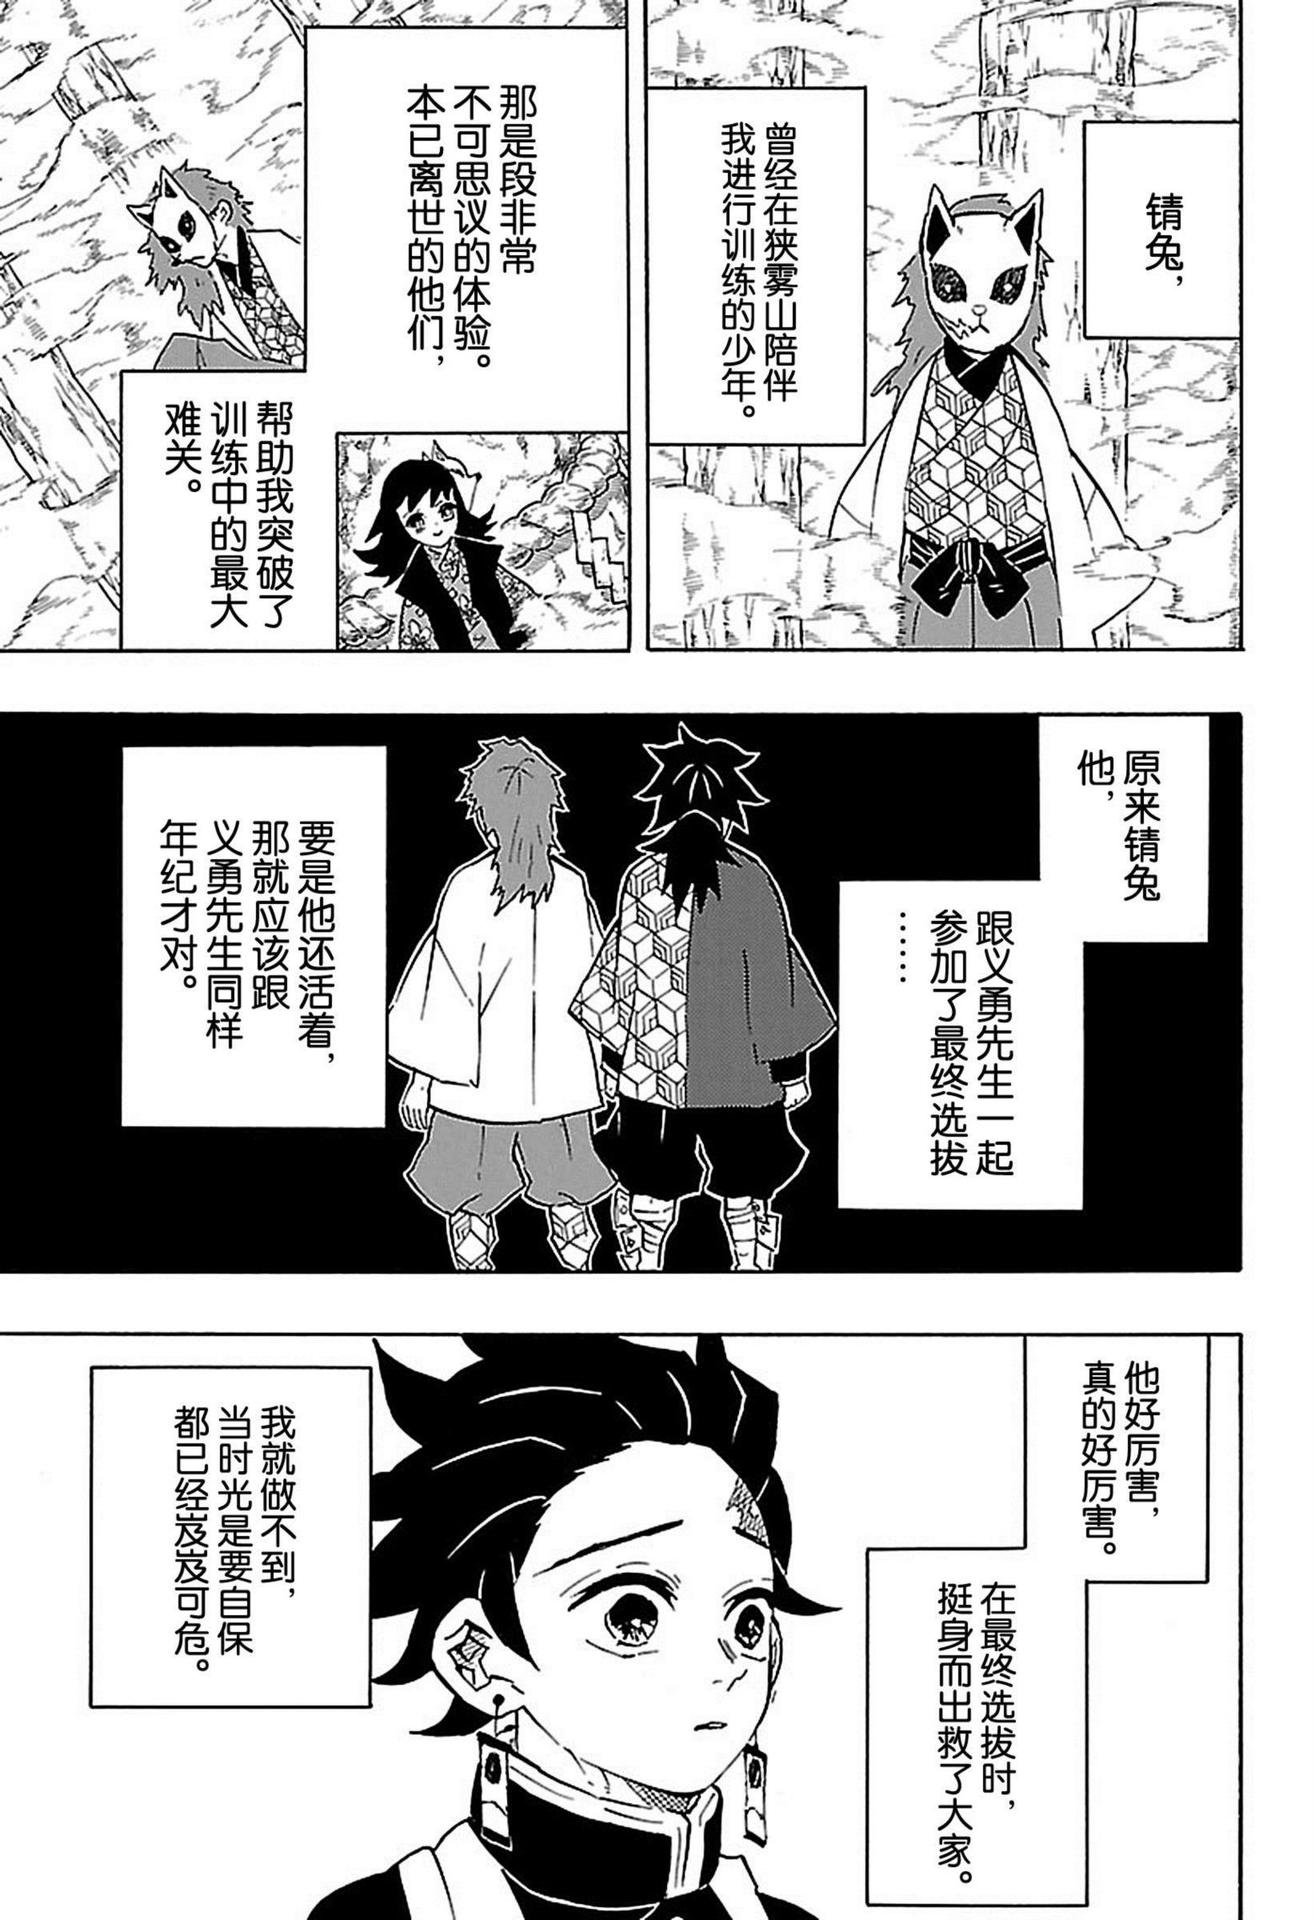 锖兔，
曾经在狭雾山陪伴
我进行训练的少年。
那是段非常
不可思议的体验。
本已离世的他们，
帮助我突破了
训练中的最大
难关。
原来锖兔
他，
跟义勇先生一起
参加了最终选拔
……
要是他还活着，
那就应该跟
义勇先生同样
年纪才对。
他好厉害，
真的好厉害。
在最终选拔时，
挺身而出救了大家。
我就做不到，
当时光是要自保
都已经岌岌可危。